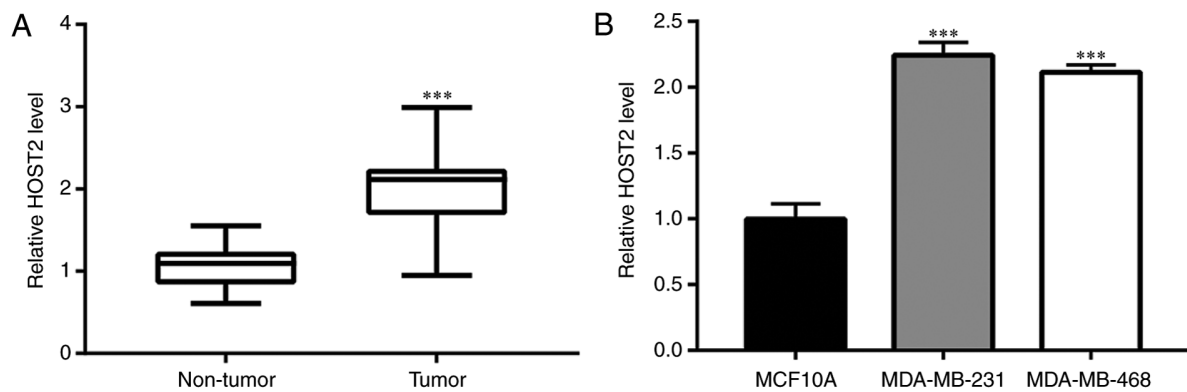 A
Relative HOST2 level
4
3
2
1
0
***
Non-tumor
Tumor
B
Relative HOST2 level
2.5
2.0
1.5
1.0
0.5
0.0
***
***
MCF10A
MDA-MB-231
MDA-MB-468